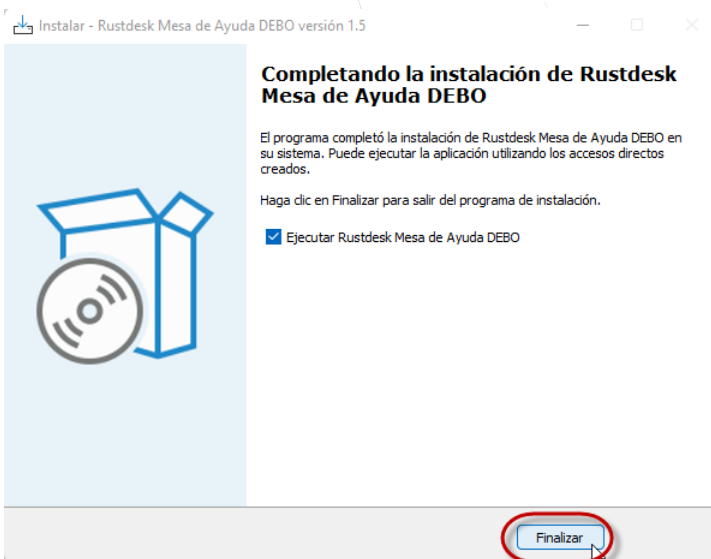 Instalar - Rustdesk Mesa de Ayuda DEBO versión 1.5
Completando la instalación de Rustdesk
Mesa de Ayuda DEBO
El programa completó la instalación de Rustdesk Mesa de Ayuda DEBO en
su sistema. Puede ejecutar la aplicación utilizando los accesos directos
creados.
Haga clic en Finalizar para salir del programa de instalación.
Ejecutar Rustdesk Mesa de Ayuda DEBO
Finalizar